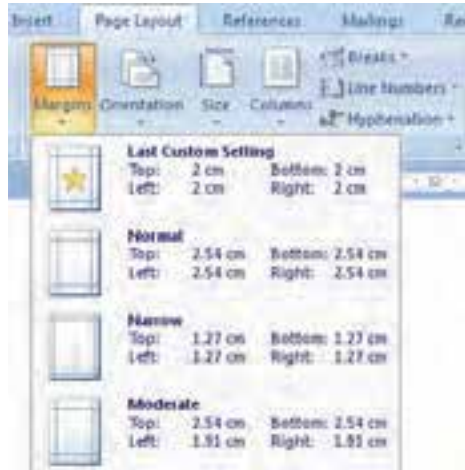 Insert Page Layout References Mailings Re
Breaks
Line Numbers
Margins Orientation Size Columns
Hyphenation
Last Custom Setting
Top: 2 cm Bottom: 2 cm
Left: 2 cm Right: 2 cm
Normal
Top: 2.54 cm Bottom: 2.54 cm
Left: 2.54 cm Right: 2.54 cm
Narrow
Top: 1.27 cm Bottom: 1.27 cm
Left: 1.27 cm Right: 1.27 cm
Moderate
Top: 2.54 cm Bottom: 2.54 cm
Left: 1.91 cm Right: 1.91 cm